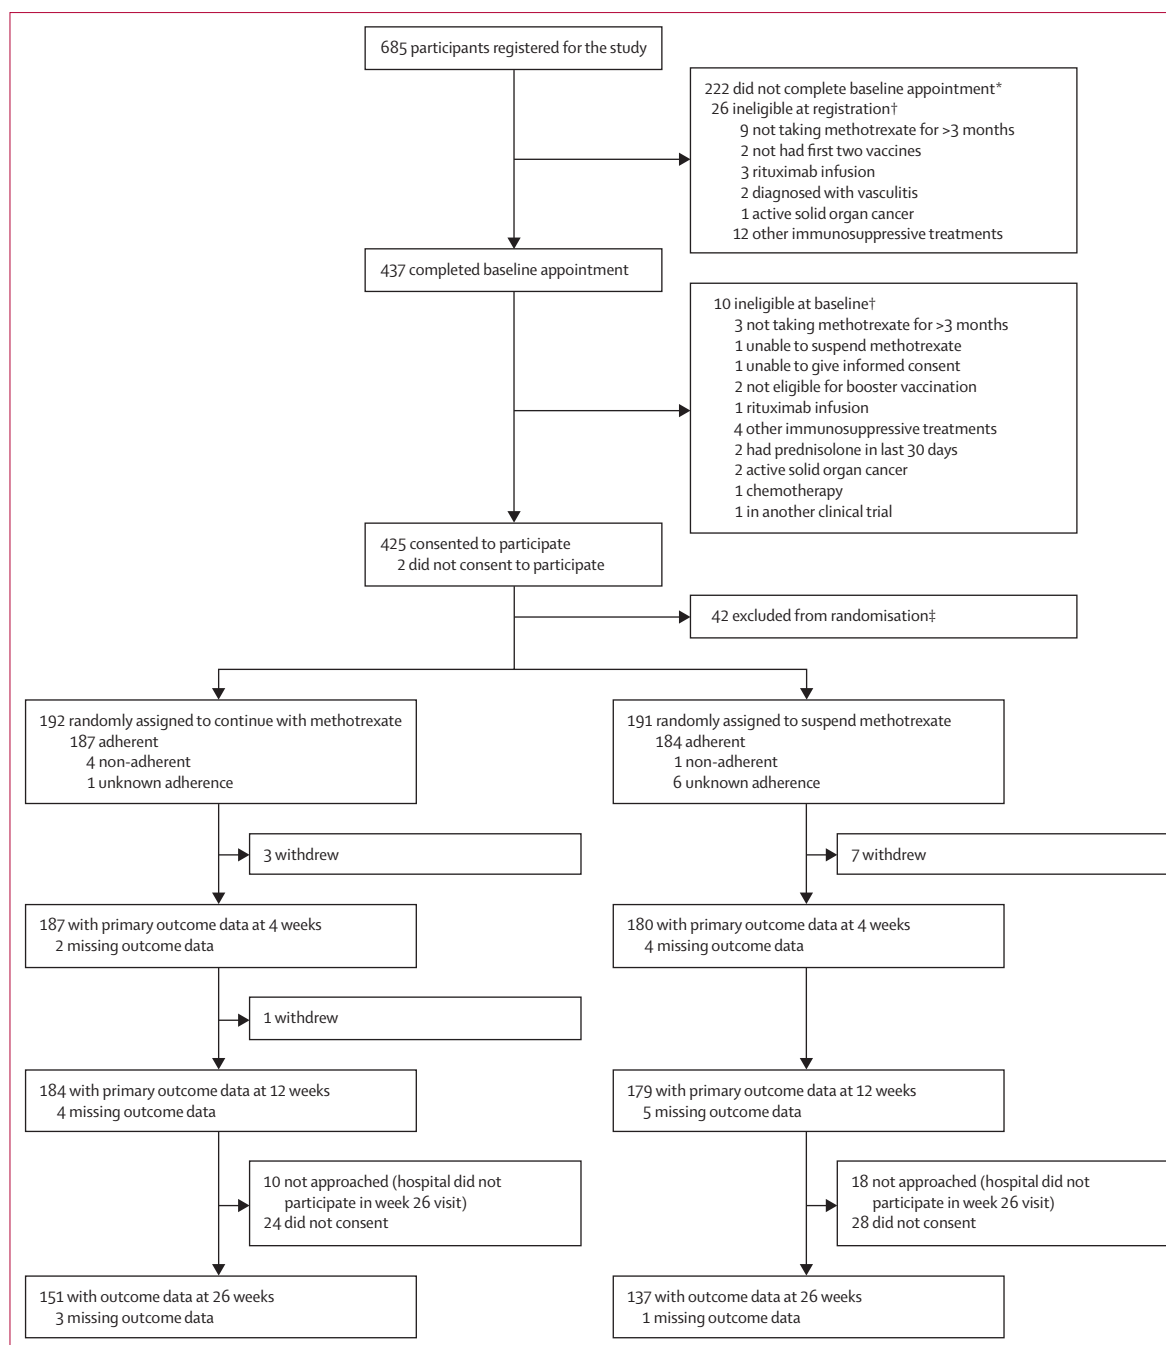 685 participants registered for the study
222 did not complete baseline appointment*
26 ineligible at registration†
9 not taking methotrexate for >3 months
2 not had first two vaccines
3 rituximab infusion
2 diagnosed with vasculitis
1 active solid organ cancer
12 other immunosuppressive treatments
437 completed baseline appointment
10 ineligible at baseline†
3 not taking methotrexate for >3 months
1 unable to suspend methotrexate
1 unable to give informed consent
2 not eligible for booster vaccination
1 rituximab infusion
4 other immunosuppressive treatments
2 had prednisolone in last 30 days
2 active solid organ cancer
1 chemotherapy
1 in another clinical trial
425 consented to participate
2 did not consent to participate
42 excluded from randomisation‡
192 randomly assigned to continue with methotrexate
187 adherent
4 non-adherent
1 unknown adherence
191 randomly assigned to suspend methotrexate
184 adherent
1 non-adherent
6 unknown adherence
3 withdrew
7 withdrew
187 with primary outcome data at 4 weeks
2 missing outcome data
180 with primary outcome data at 4 weeks
4 missing outcome data
1 withdrew
184 with primary outcome data at 12 weeks
4 missing outcome data
179 with primary outcome data at 12 weeks
5 missing outcome data
10 not approached (hospital did not
participate in week 26 visit)
24 did not consent
18 not approached (hospital did not
participate in week 26 visit)
28 did not consent
151 with outcome data at 26 weeks
3 missing outcome data
137 with outcome data at 26 weeks
1 missing outcome data